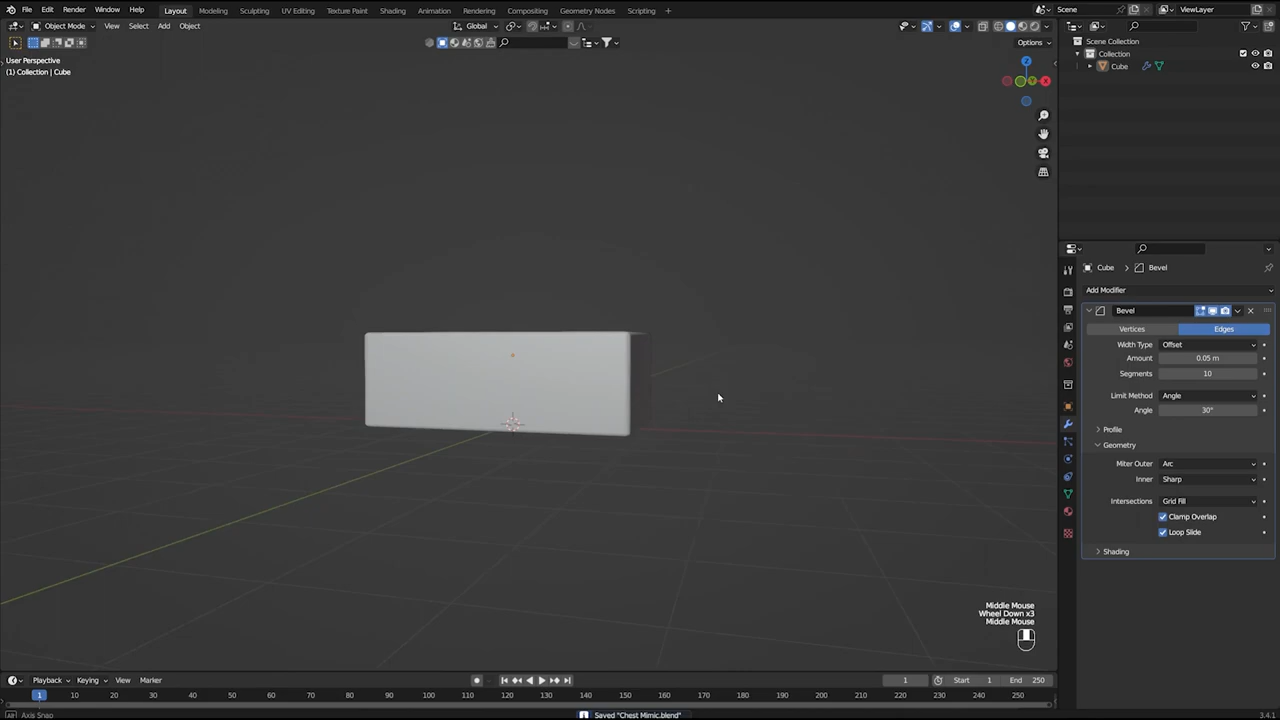 File Edit Render Window Help Layout Modeling Sculpting UV Editing Texture Paint Shading Animation Rendering Compositing Geometry Nodes Scripting Scene ViewLayer
Object Mode View Select Add Object Global
Options
User Perspective
(1) Collection | Cube
Z
Y
X
Scene Collection
Collection
Cube
Cube > Bevel
Add Modifier
Bevel
Vertices Edges
Width Type Offset
Amount 0.05 m
Segments 10
Limit Method Angle
Angle 30°
Profile
Geometry
Miter Outer Arc
Inner Sharp
Intersections Grid Fill
Clamp Overlap
Loop Slide
Shading
Middle Mouse
Wheel Down x3
Middle Mouse
Playback Keying View Marker 1 Start 1 End 250
1 10 20 30 40 50 60 70 80 90 100 110 120 130 140 150 160 170 180 190 200 210 220 230 240 250
Axis Snap Saved "Chest Mimic.blend" 3.4.1